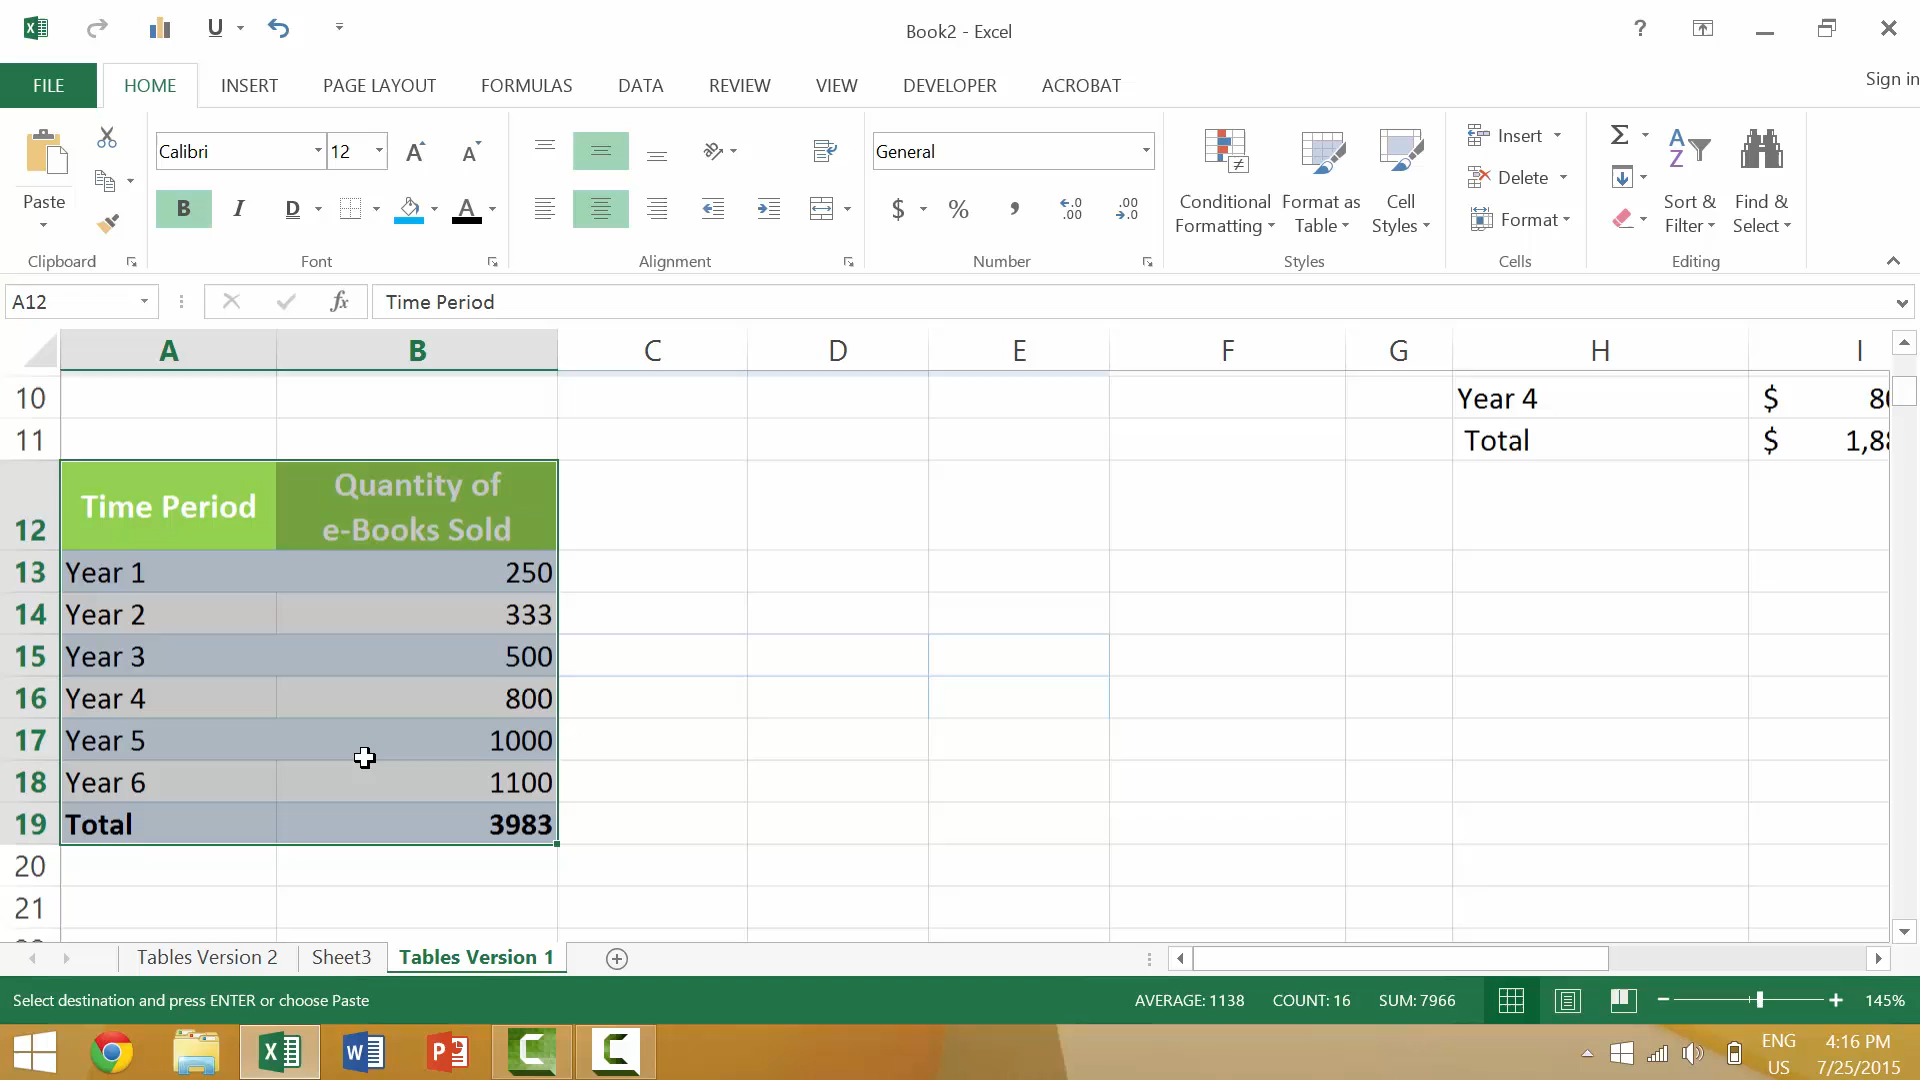 Book2 - Excel
?
Sign in
FILE HOME INSERT PAGE LAYOUT FORMULAS DATA REVIEW VIEW DEVELOPER ACROBAT
Paste
Calibri 12 A A
B I D A
General
$ % , .00 .00
Conditional Formatting
Format as Table
Cell Styles
Insert
Delete
Format
Σ
A Z
Sort & Filter
Find & Select
Clipboard Font Alignment Number Styles Cells Editing
A12 fx Time Period
A B C D E F G H I
10 Year 4 $
11 Total $
12 Time Period Quantity of
e-Books Sold
13 Year 1 250
14 Year 2 333
15 Year 3 500
16 Year 4 800
17 Year 5 1000
18 Year 6 1100
19 Total 3983
20
21
Tables Version 2 Sheet3 Tables Version 1
Select destination and press ENTER or choose Paste AVERAGE: 1138 COUNT: 16 SUM: 7966 145%
ENG 4:16 PM
US 7/25/2015